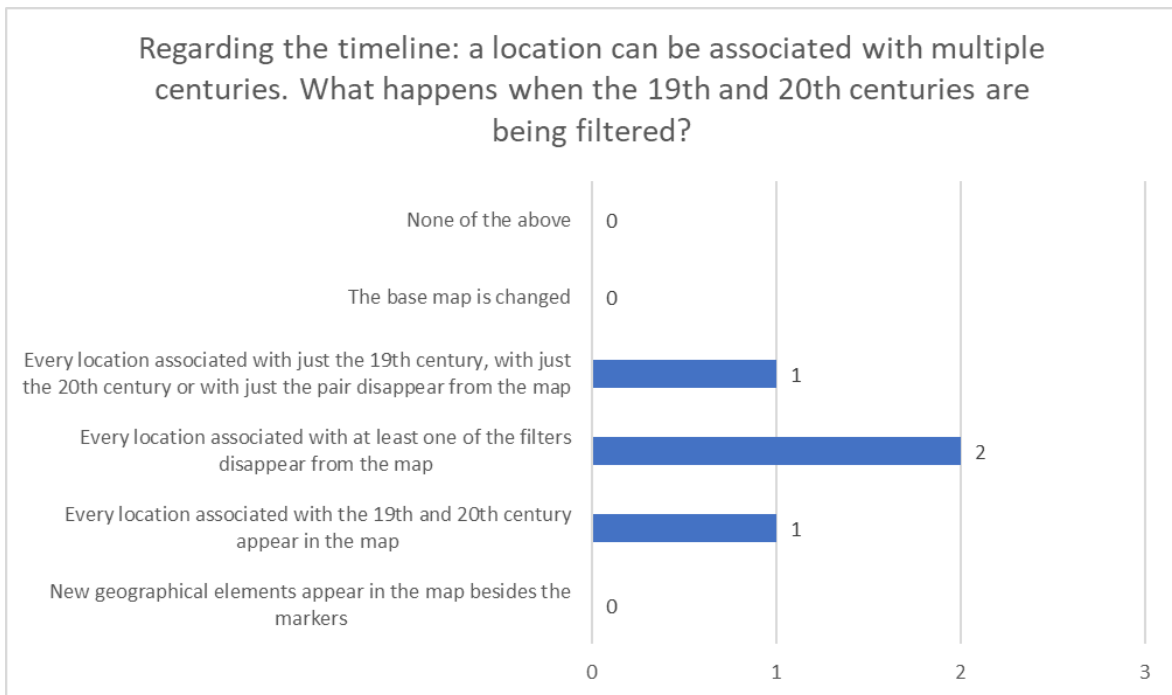 Regarding the timeline: a location can be associated with multiple
centuries. What happens when the 19th and 20th centuries are
being filtered?
None of the above
0
The base map is changed
0
Every location associated with just the 19th century, with just
the 20th century or with just the pair disappear from the map
1
Every location associated with at least one of the filters
disappear from the map
2
Every location associated with the 19th and 20th century
appear in the map
1
New geographical elements appear in the map besides the
markers
0
0 1 2 3